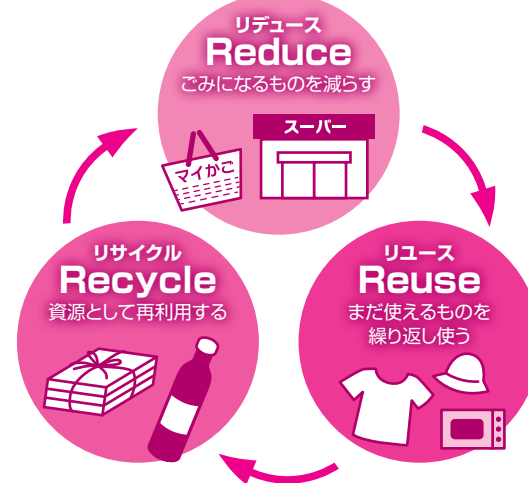 リデュース
Reduce
ごみになるものを減らす
スーパー
マイかご
リサイクル
Recycle
資源として再利用する
リユース
Reuse
まだ使えるものを
繰り返し使う